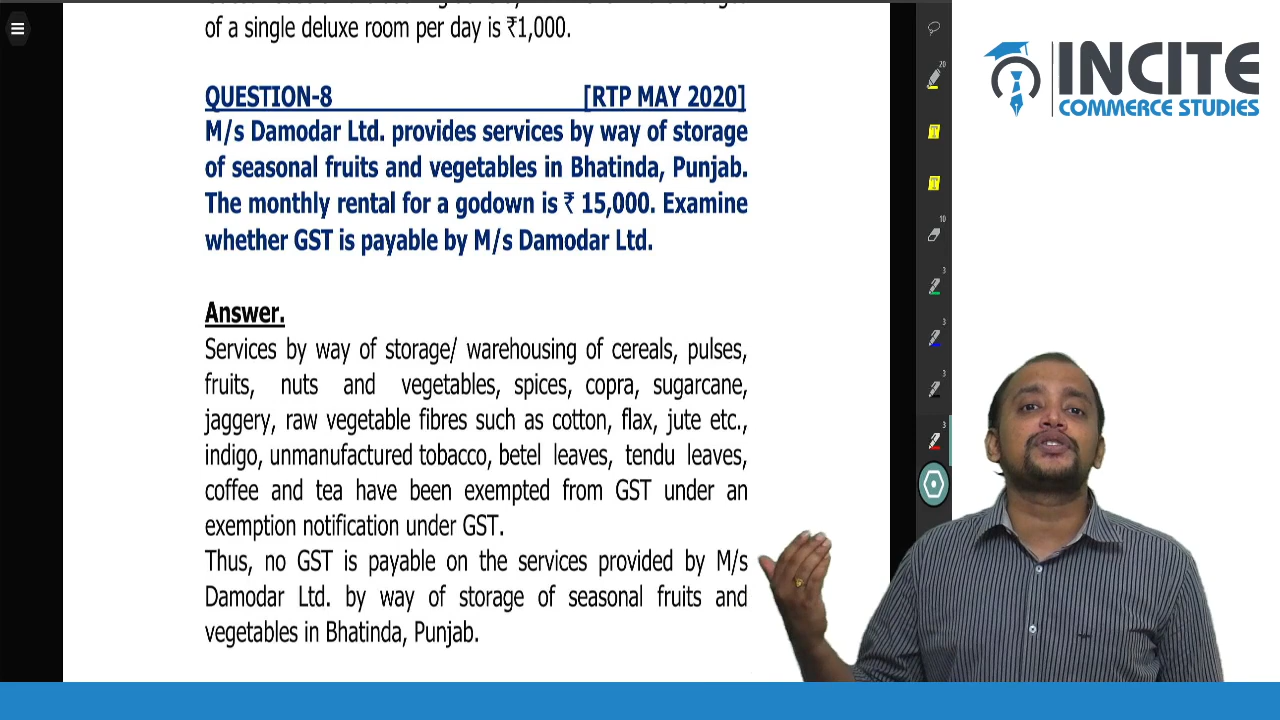 of a single deluxe room per day is ₹1,000.
QUESTION-8 [RTP MAY 2020]
M/s Damodar Ltd. provides services by way of storage
of seasonal fruits and vegetables in Bhatinda, Punjab.
The monthly rental for a godown is ₹ 15,000. Examine
whether GST is payable by M/s Damodar Ltd.
Answer.
Services by way of storage/ warehousing of cereals, pulses,
fruits, nuts and vegetables, spices, copra, sugarcane,
jaggery, raw vegetable fibres such as cotton, flax, jute etc.,
indigo, unmanufactured tobacco, betel leaves, tendu leaves,
coffee and tea have been exempted from GST under an
exemption notification under GST.
Thus, no GST is payable on the services provided by M/s
Damodar Ltd. by way of storage of seasonal fruits and
vegetables in Bhatinda, Punjab.
INCITE
COMMERCE STUDIES
20
10
3
3
3
3